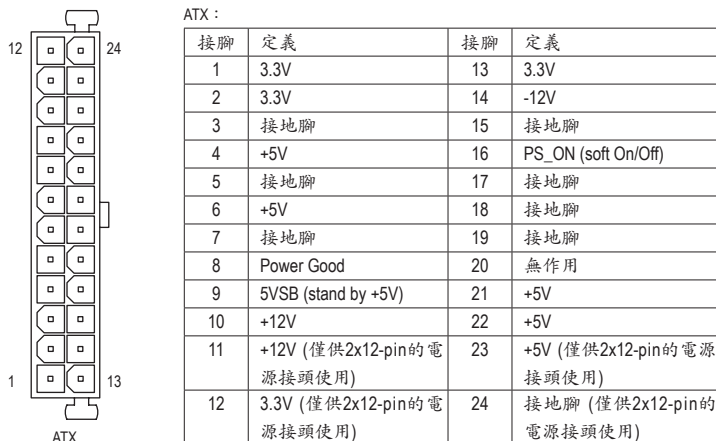 ATX：
12 24
1 13
ATX
接腳 定義 接腳 定義
1 3.3V 13 3.3V
2 3.3V 14 -12V
3 接地腳 15 接地腳
4 +5V 16 PS_ON (soft On/Off)
5 接地腳 17 接地腳
6 +5V 18 接地腳
7 接地腳 19 接地腳
8 Power Good 20 無作用
9 5VSB (stand by +5V) 21 +5V
10 +12V 22 +5V
11 +12V (僅供2x12-pin的電 23 +5V (僅供2x12-pin的電源
源接頭使用) 接頭使用)
12 3.3V (僅供2x12-pin的電 24 接地腳 (僅供2x12-pin的
源接頭使用) 電源接頭使用)